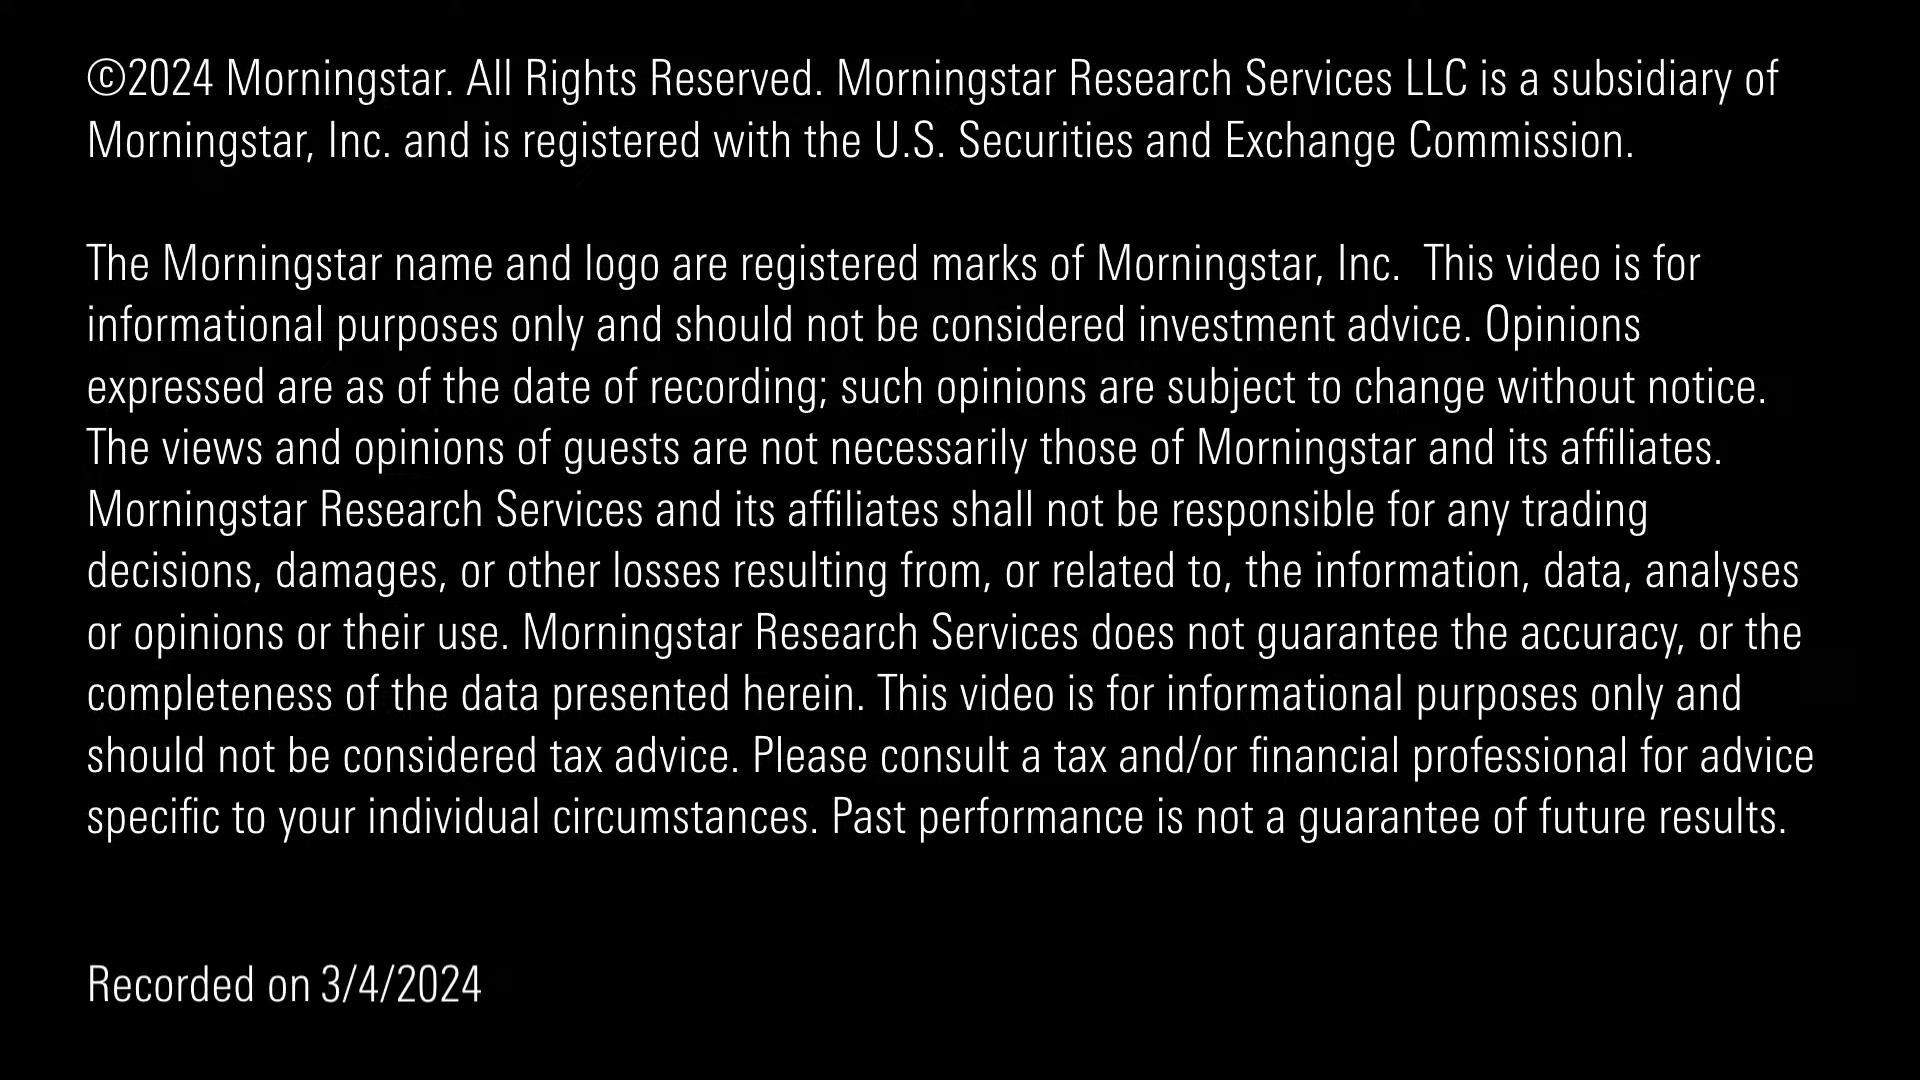 ©2024 Morningstar. All Rights Reserved. Morningstar Research Services LLC is a subsidiary of
Morningstar, Inc. and is registered with the U.S. Securities and Exchange Commission.
The Morningstar name and logo are registered marks of Morningstar, Inc.  This video is for
informational purposes only and should not be considered investment advice. Opinions
expressed are as of the date of recording; such opinions are subject to change without notice.
The views and opinions of guests are not necessarily those of Morningstar and its affiliates.
Morningstar Research Services and its affiliates shall not be responsible for any trading
decisions, damages, or other losses resulting from, or related to, the information, data, analyses
or opinions or their use. Morningstar Research Services does not guarantee the accuracy, or the
completeness of the data presented herein. This video is for informational purposes only and
should not be considered tax advice. Please consult a tax and/or financial professional for advice
specific to your individual circumstances. Past performance is not a guarantee of future results.
Recorded on 3/4/2024